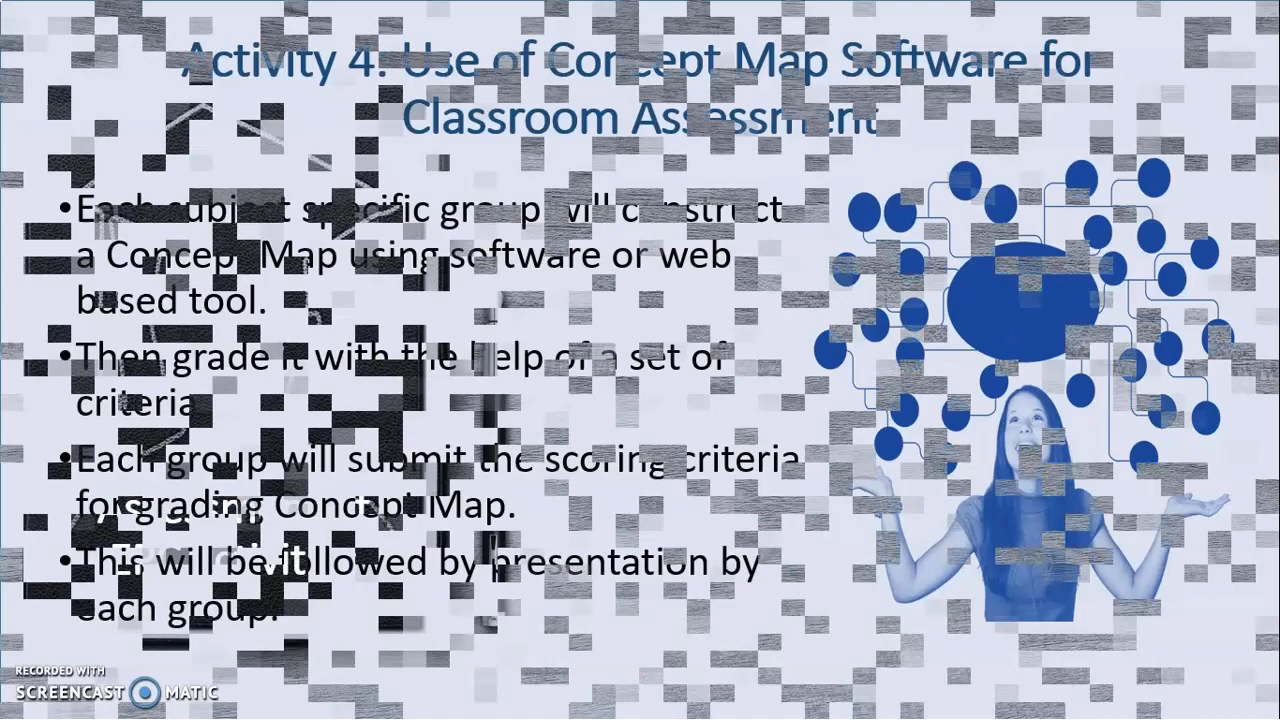 Activity 4: Use of Concept Map Software for
Classroom Assessment
•Each subject specific group will construct
a Concept Map using software or web
based tool.
•Then grade it with the help of a set of
criteria
•Each group will submit the scoring criteria
for grading Concept Map.
•This will be followed by presentation by
each group.
RECORDED WITH
SCREENCAST MATIC